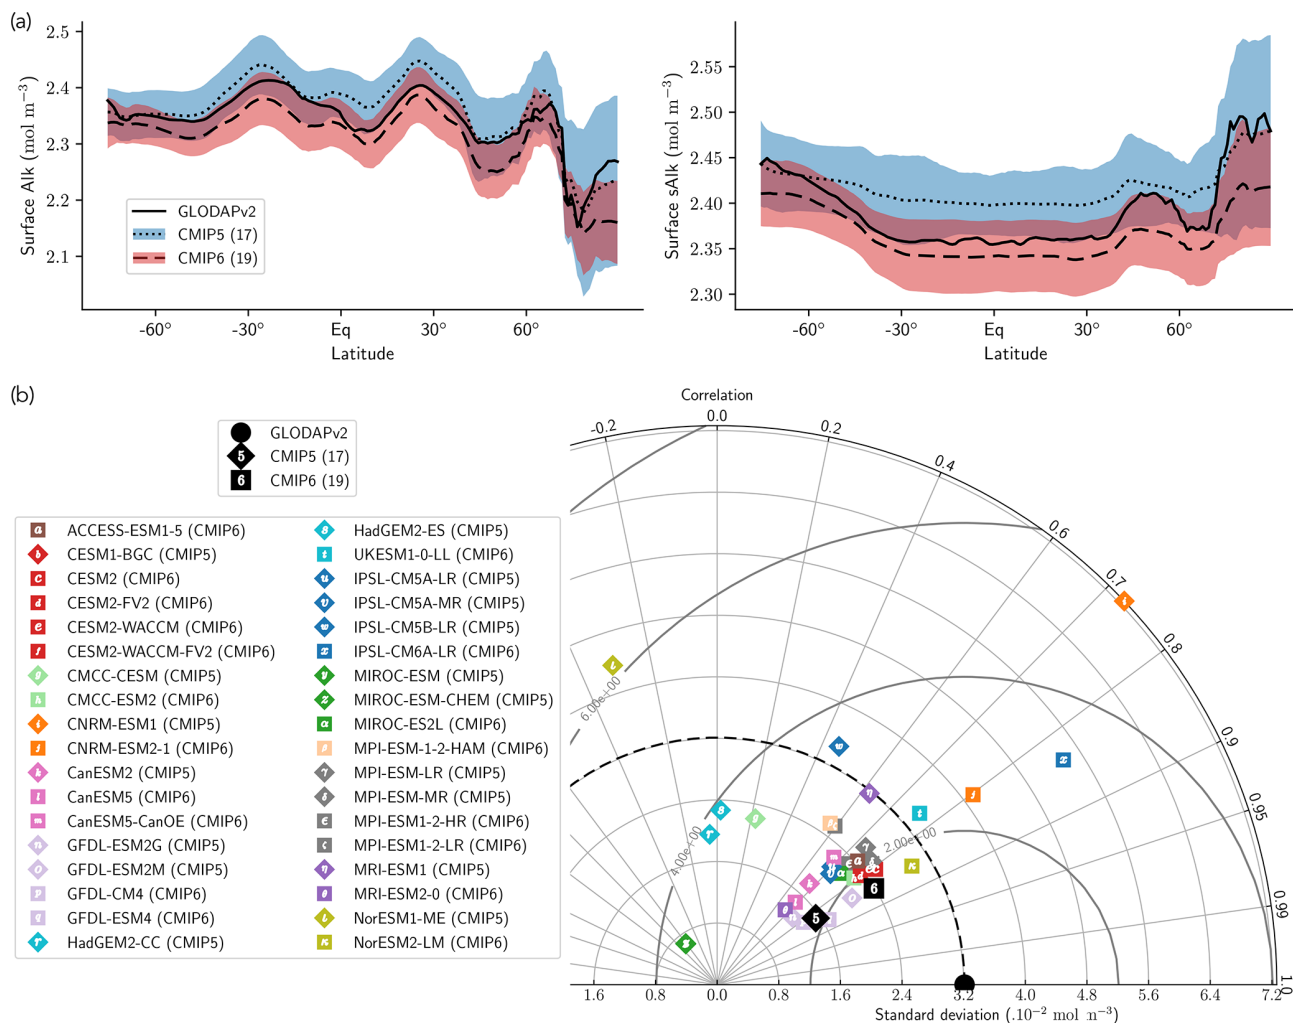 (a)
2.5
2.4
2.3
2.2
2.1
Surface Alk (mol m⁻³)
GLODAPv2
CMIP5 (17)
CMIP6 (19)
-60°
-30°
Eq
30°
60°
Latitude
2.55
2.50
2.45
2.40
2.35
2.30
Surface sAlk (mol m⁻³)
-60°
-30°
Eq
30°
60°
Latitude
(b)
GLODAPv2
5 CMIP5 (17)
6 CMIP6 (19)
a ACCESS-ESM1-5 (CMIP6)
b CESM1-BGC (CMIP5)
c CESM2 (CMIP6)
d CESM2-FV2 (CMIP6)
e CESM2-WACCM (CMIP6)
f CESM2-WACCM-FV2 (CMIP6)
g CMCC-CESM (CMIP5)
h CMCC-ESM2 (CMIP6)
i CNRM-ESM1 (CMIP5)
j CNRM-ESM2-1 (CMIP6)
k CanESM2 (CMIP5)
l CanESM5 (CMIP6)
m CanESM5-CanOE (CMIP6)
n GFDL-ESM2G (CMIP5)
o GFDL-ESM2M (CMIP5)
p GFDL-CM4 (CMIP6)
q GFDL-ESM4 (CMIP6)
r HadGEM2-CC (CMIP5)
s HadGEM2-ES (CMIP5)
t UKESM1-0-LL (CMIP6)
u IPSL-CM5A-LR (CMIP5)
v IPSL-CM5A-MR (CMIP5)
w IPSL-CM5B-LR (CMIP5)
x IPSL-CM6A-LR (CMIP6)
y MIROC-ESM (CMIP5)
z MIROC-ESM-CHEM (CMIP5)
α MIROC-ES2L (CMIP6)
β MPI-ESM-1-2-HAM (CMIP6)
γ MPI-ESM-LR (CMIP5)
δ MPI-ESM-MR (CMIP5)
ϵ MPI-ESM1-2-HR (CMIP6)
ς MPI-ESM1-2-LR (CMIP6)
η MRI-ESM1 (CMIP5)
θ MRI-ESM2-0 (CMIP6)
ι NorESM1-ME (CMIP5)
κ NorESM2-LM (CMIP6)
Correlation
-0.2
0.0
0.2
0.4
0.6
0.7
0.8
0.9
0.95
0.99
1.0
6.00e+00
4.00e+00
2.00e+00
i
ι
w
x
η
j
s
g
t
r
γ
m
a
κ
k
l
o
6
5
z
1.6
0.8
0.0
0.8
1.6
2.4
3.2
4.0
4.8
5.6
6.4
7.2
Standard deviation (.10⁻² mol m⁻³)